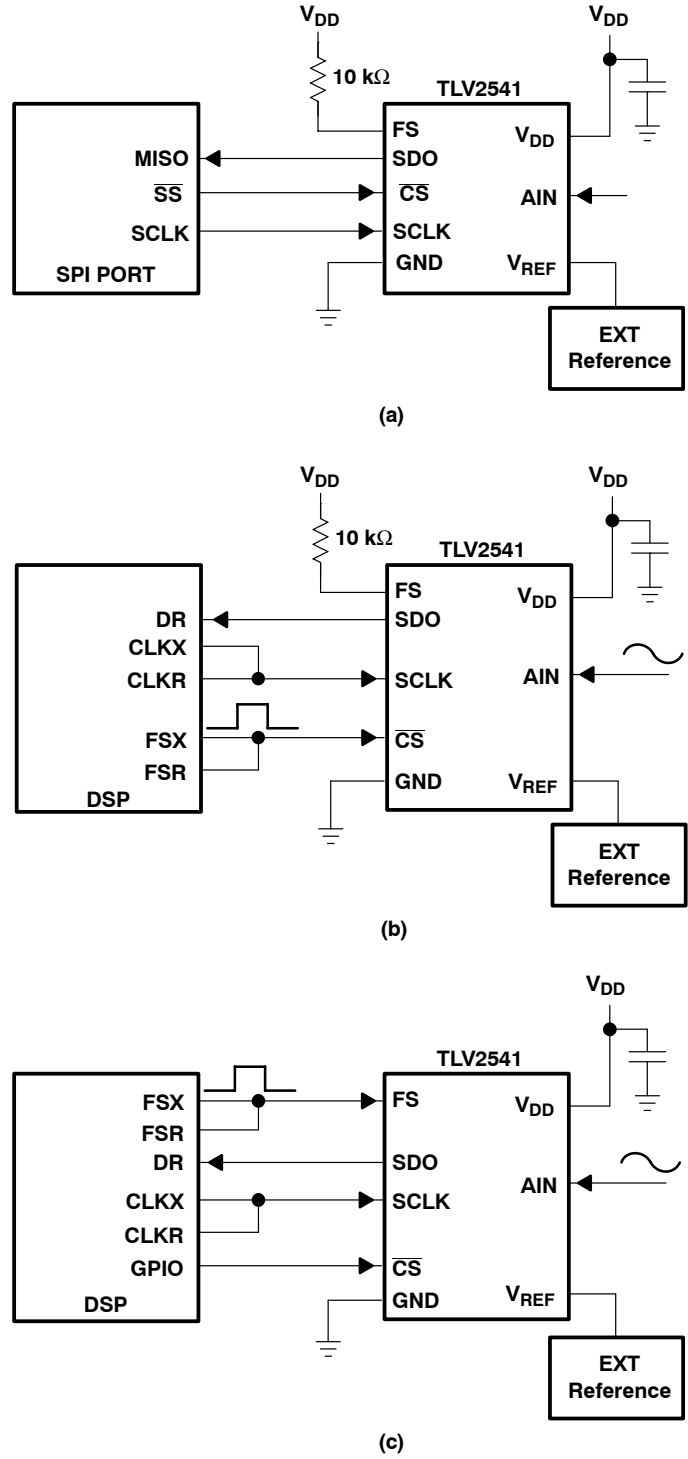 VDD
10 kΩ
VDD
TLV2541
FS
VDD
MISO
SDO
SS
CS
AIN
SCLK
SCLK
SPI PORT
GND
VREF
EXT
Reference
(a)
VDD
10 kΩ
VDD
TLV2541
FS
VDD
DR
SDO
CLKX
CLKR
SCLK
AIN
FSX
CS
FSR
DSP
GND
VREF
EXT
Reference
(b)
VDD
TLV2541
FSX
FS
VDD
FSR
DR
SDO
AIN
CLKX
SCLK
CLKR
GPIO
CS
DSP
GND
VREF
EXT
Reference
(c)